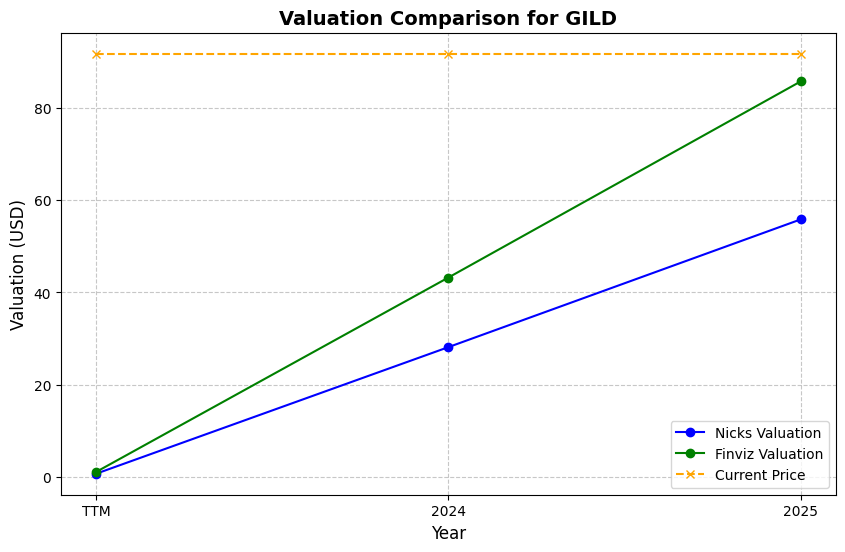 Valuation Comparison for GILD
Valuation (USD)
80
60
40
20
0
TTM
2024
2025
Year
Nicks Valuation
Finviz Valuation
Current Price